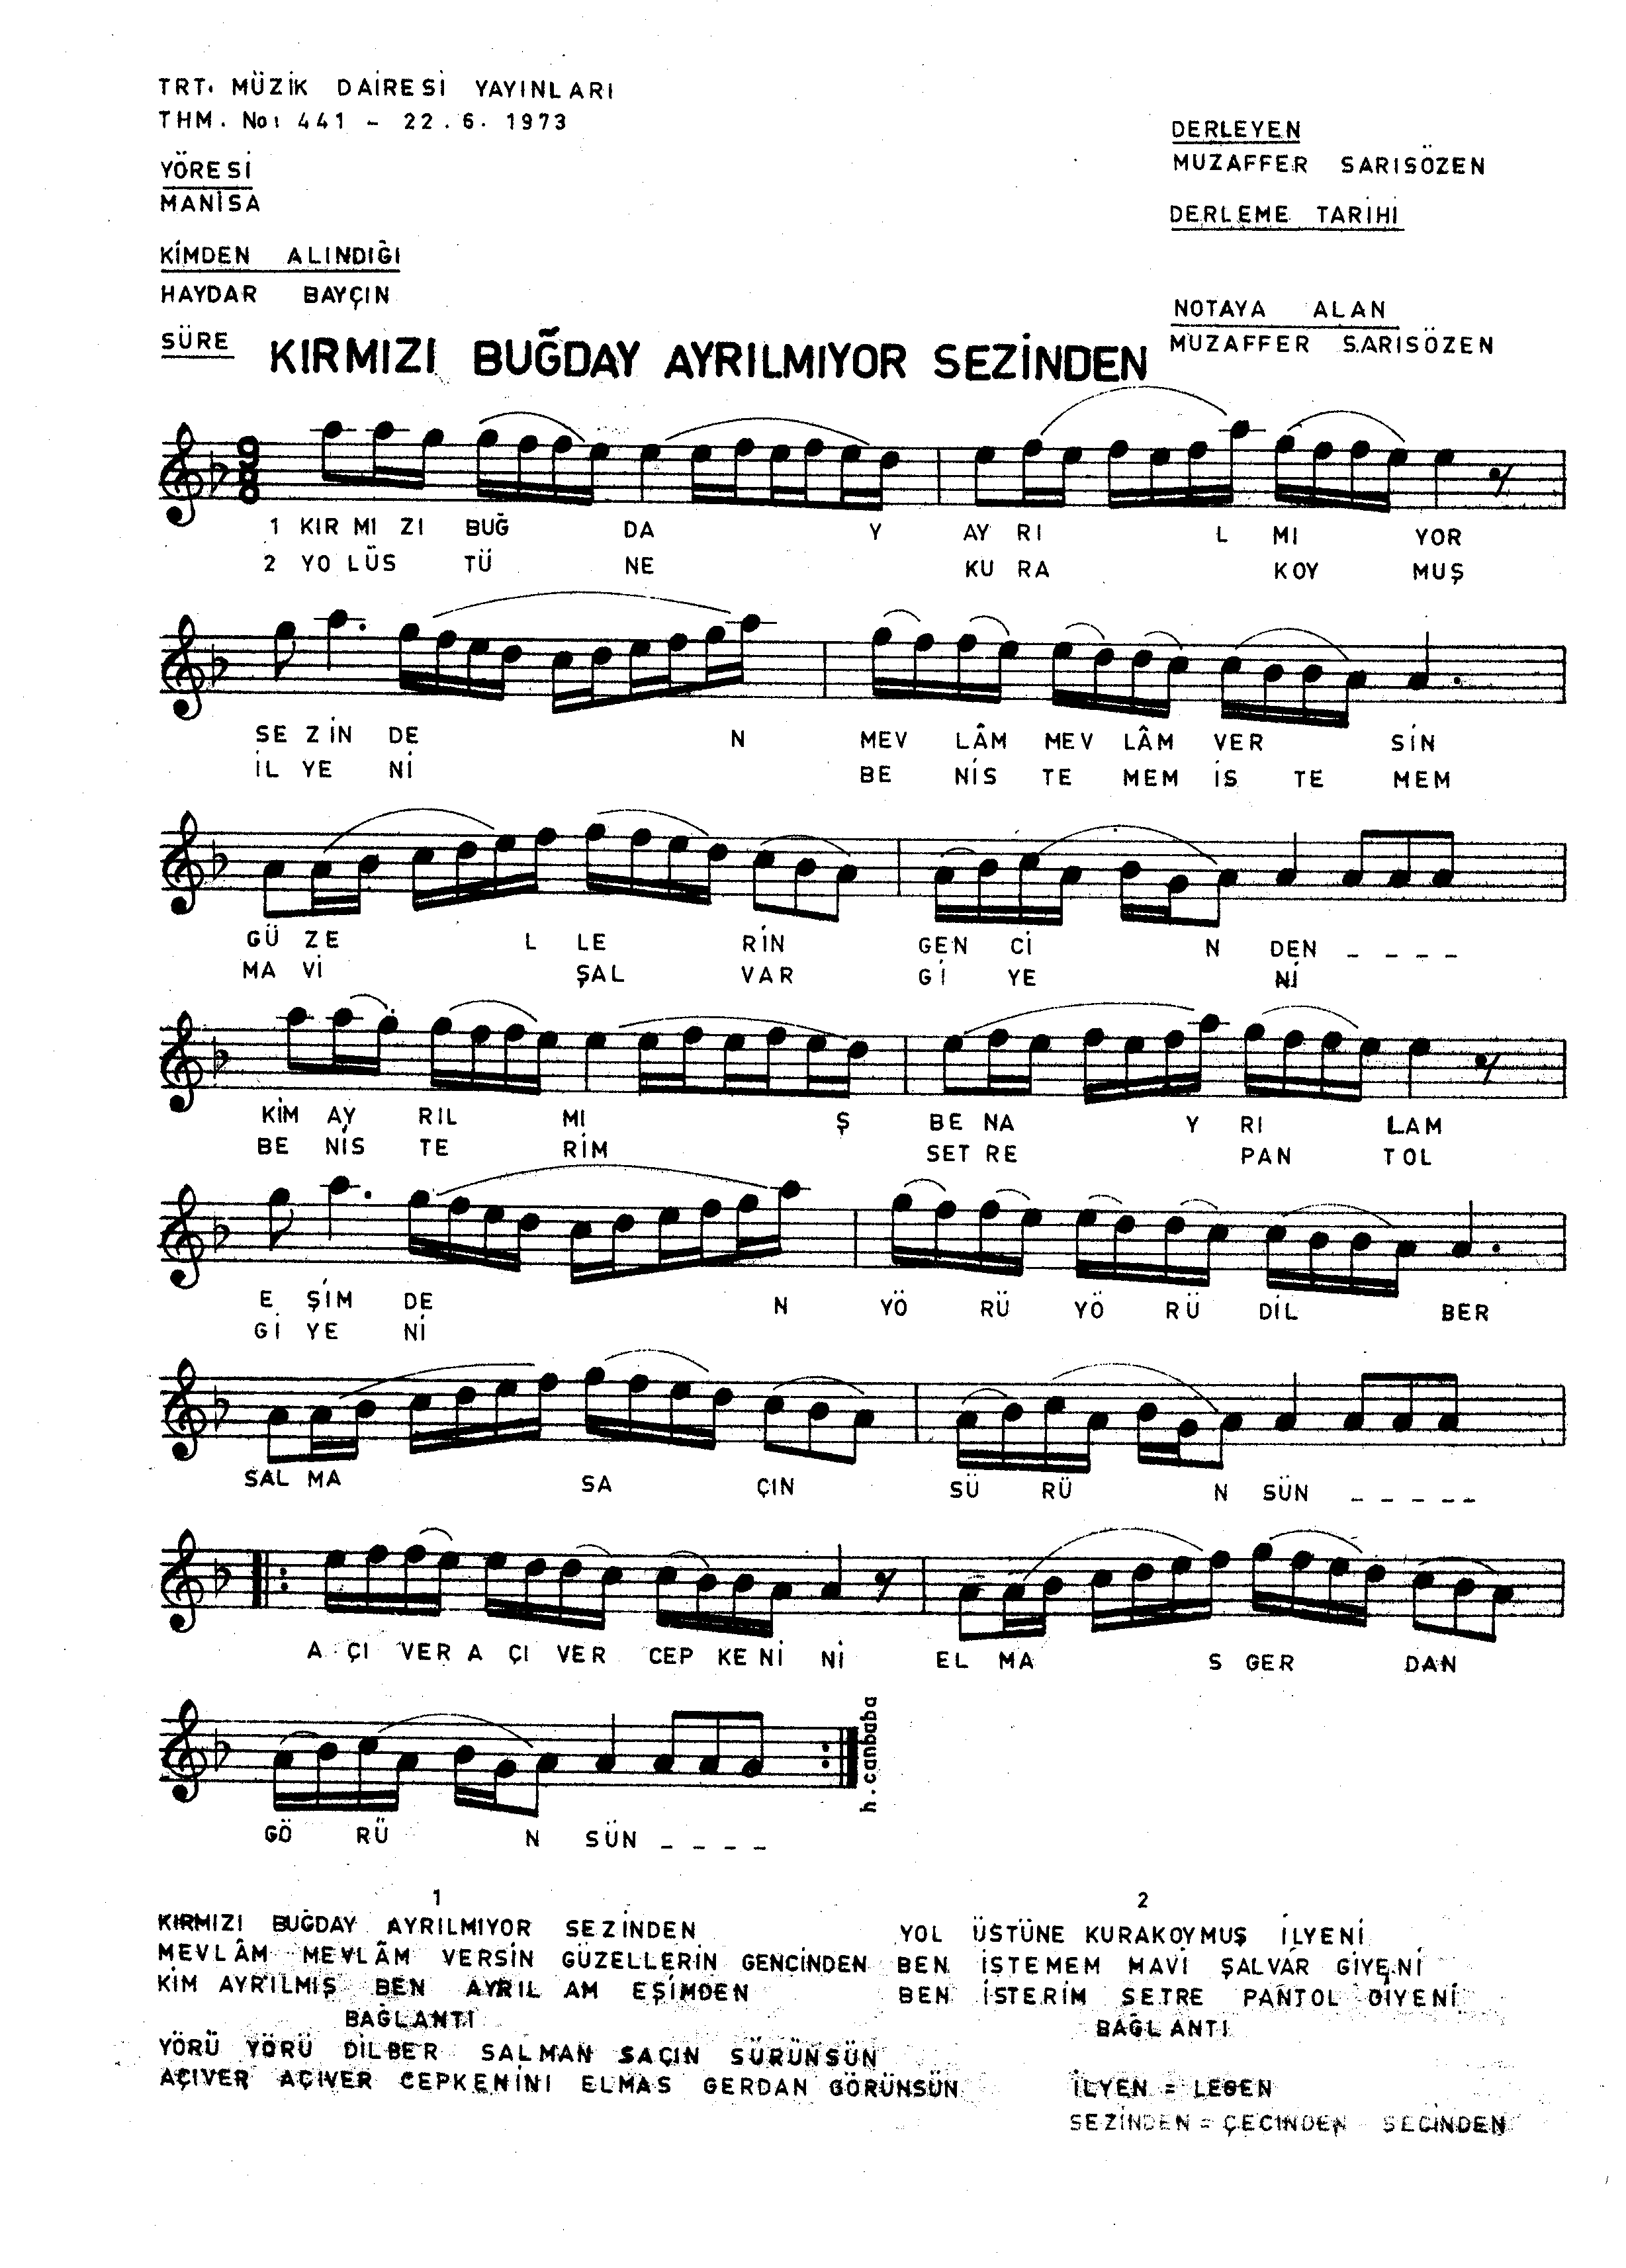 TRT. MÜZİK DAİRESİ YAYINLARI
THM. No: 441 - 22.6.1973
YÖRESİ
MANİSA
KİMDEN ALINDIĞI
HAYDAR BAYÇIN
SÜRE
DERLEYEN
MUZAFFER SARISÖZEN
DERLEME TARİHİ
NOTAYA ALAN
MUZAFFER SARISÖZEN
KIRMIZI BUĞDAY AYRILMIYOR SEZİNDEN
9
8
1 KIR MI ZI BUĞ DA Y AY RI L MI YOR
2 YO LÜS TÜ NE KU RA KOY MUŞ
SE ZİN DE N MEV LÂM MEV LÂM VER SİN
İL YE Nİ BE NİS TE MEM İS TE MEM
GÜ ZE L LE RİN GEN Cİ N DEN _ _ _ _
MA Vİ ŞAL VAR Gİ YE Nİ
KİM AY RIL MI Ş BE NA Y RI LAM
BE NİS TE RİM SET RE PAN TOL
E ŞİM DE N YÖ RÜ YÖ RÜ DİL BER
Gİ YE Nİ
SAL MA SA ÇIN SÜ RÜ N SÜN _ _ _ _ _
A ÇI VER A ÇI VER CEP KE Nİ Nİ EL MA S GER DAN
GÖ RÜ N SÜN _ _ _ _
h.canbaba
1
KIRMIZI BUĞDAY AYRILMIYOR SEZİNDEN
MEVLÂM MEVLÂM VERSİN GÜZELLERİN GENCİNDEN
KİM AYRILMIŞ BEN AYRIL AM EŞİMDEN
BAĞLANTI
YÖRÜ YÖRÜ DİLBER SALMAN SAÇIN SÜRÜNSÜN
AÇIVER AÇIVER CEPKENİNİ ELMAS GERDAN GÖRÜNSÜN
2
YOL ÜSTÜNE KURAKOYMUŞ İLYENİ
BEN İSTEMEM MAVİ ŞALVAR GİYENİ
BEN İSTERİM SETRE PANTOL GİYENİ
BAĞLANTI
İLYEN = LEGEN
SEZİNDEN = ÇECİNDEN SECİNDEN